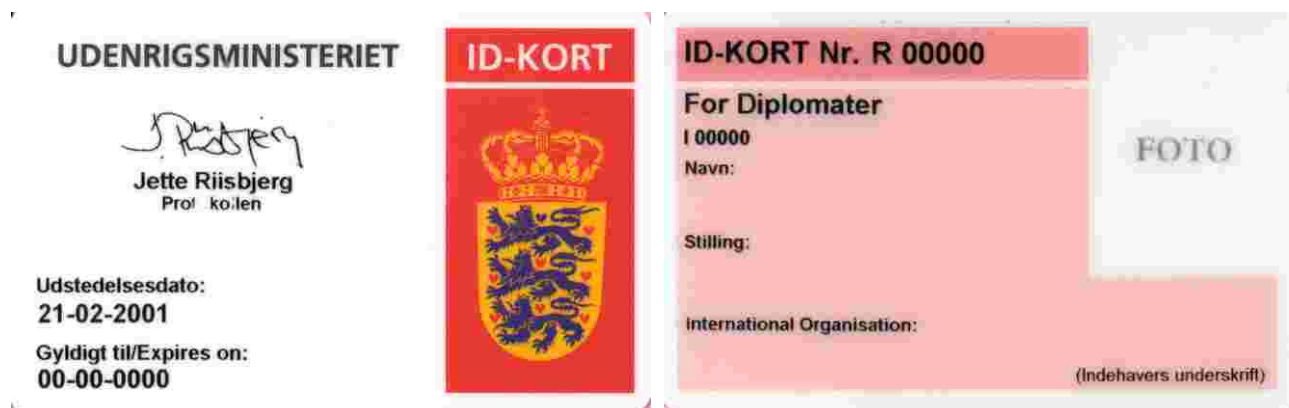 UDENRIGSMINISTERIET
Jette Riisbjerg
Udstedelsesdato:
21-02-2001
Gyldigt til/Expires on:
00-00-0000
ID-KORT
ID-KORT Nr. R 00000
For Diplomater
I 00000
Navn:
Stilling:
International Organisation:
(Indehavers underskrift)
FOTO